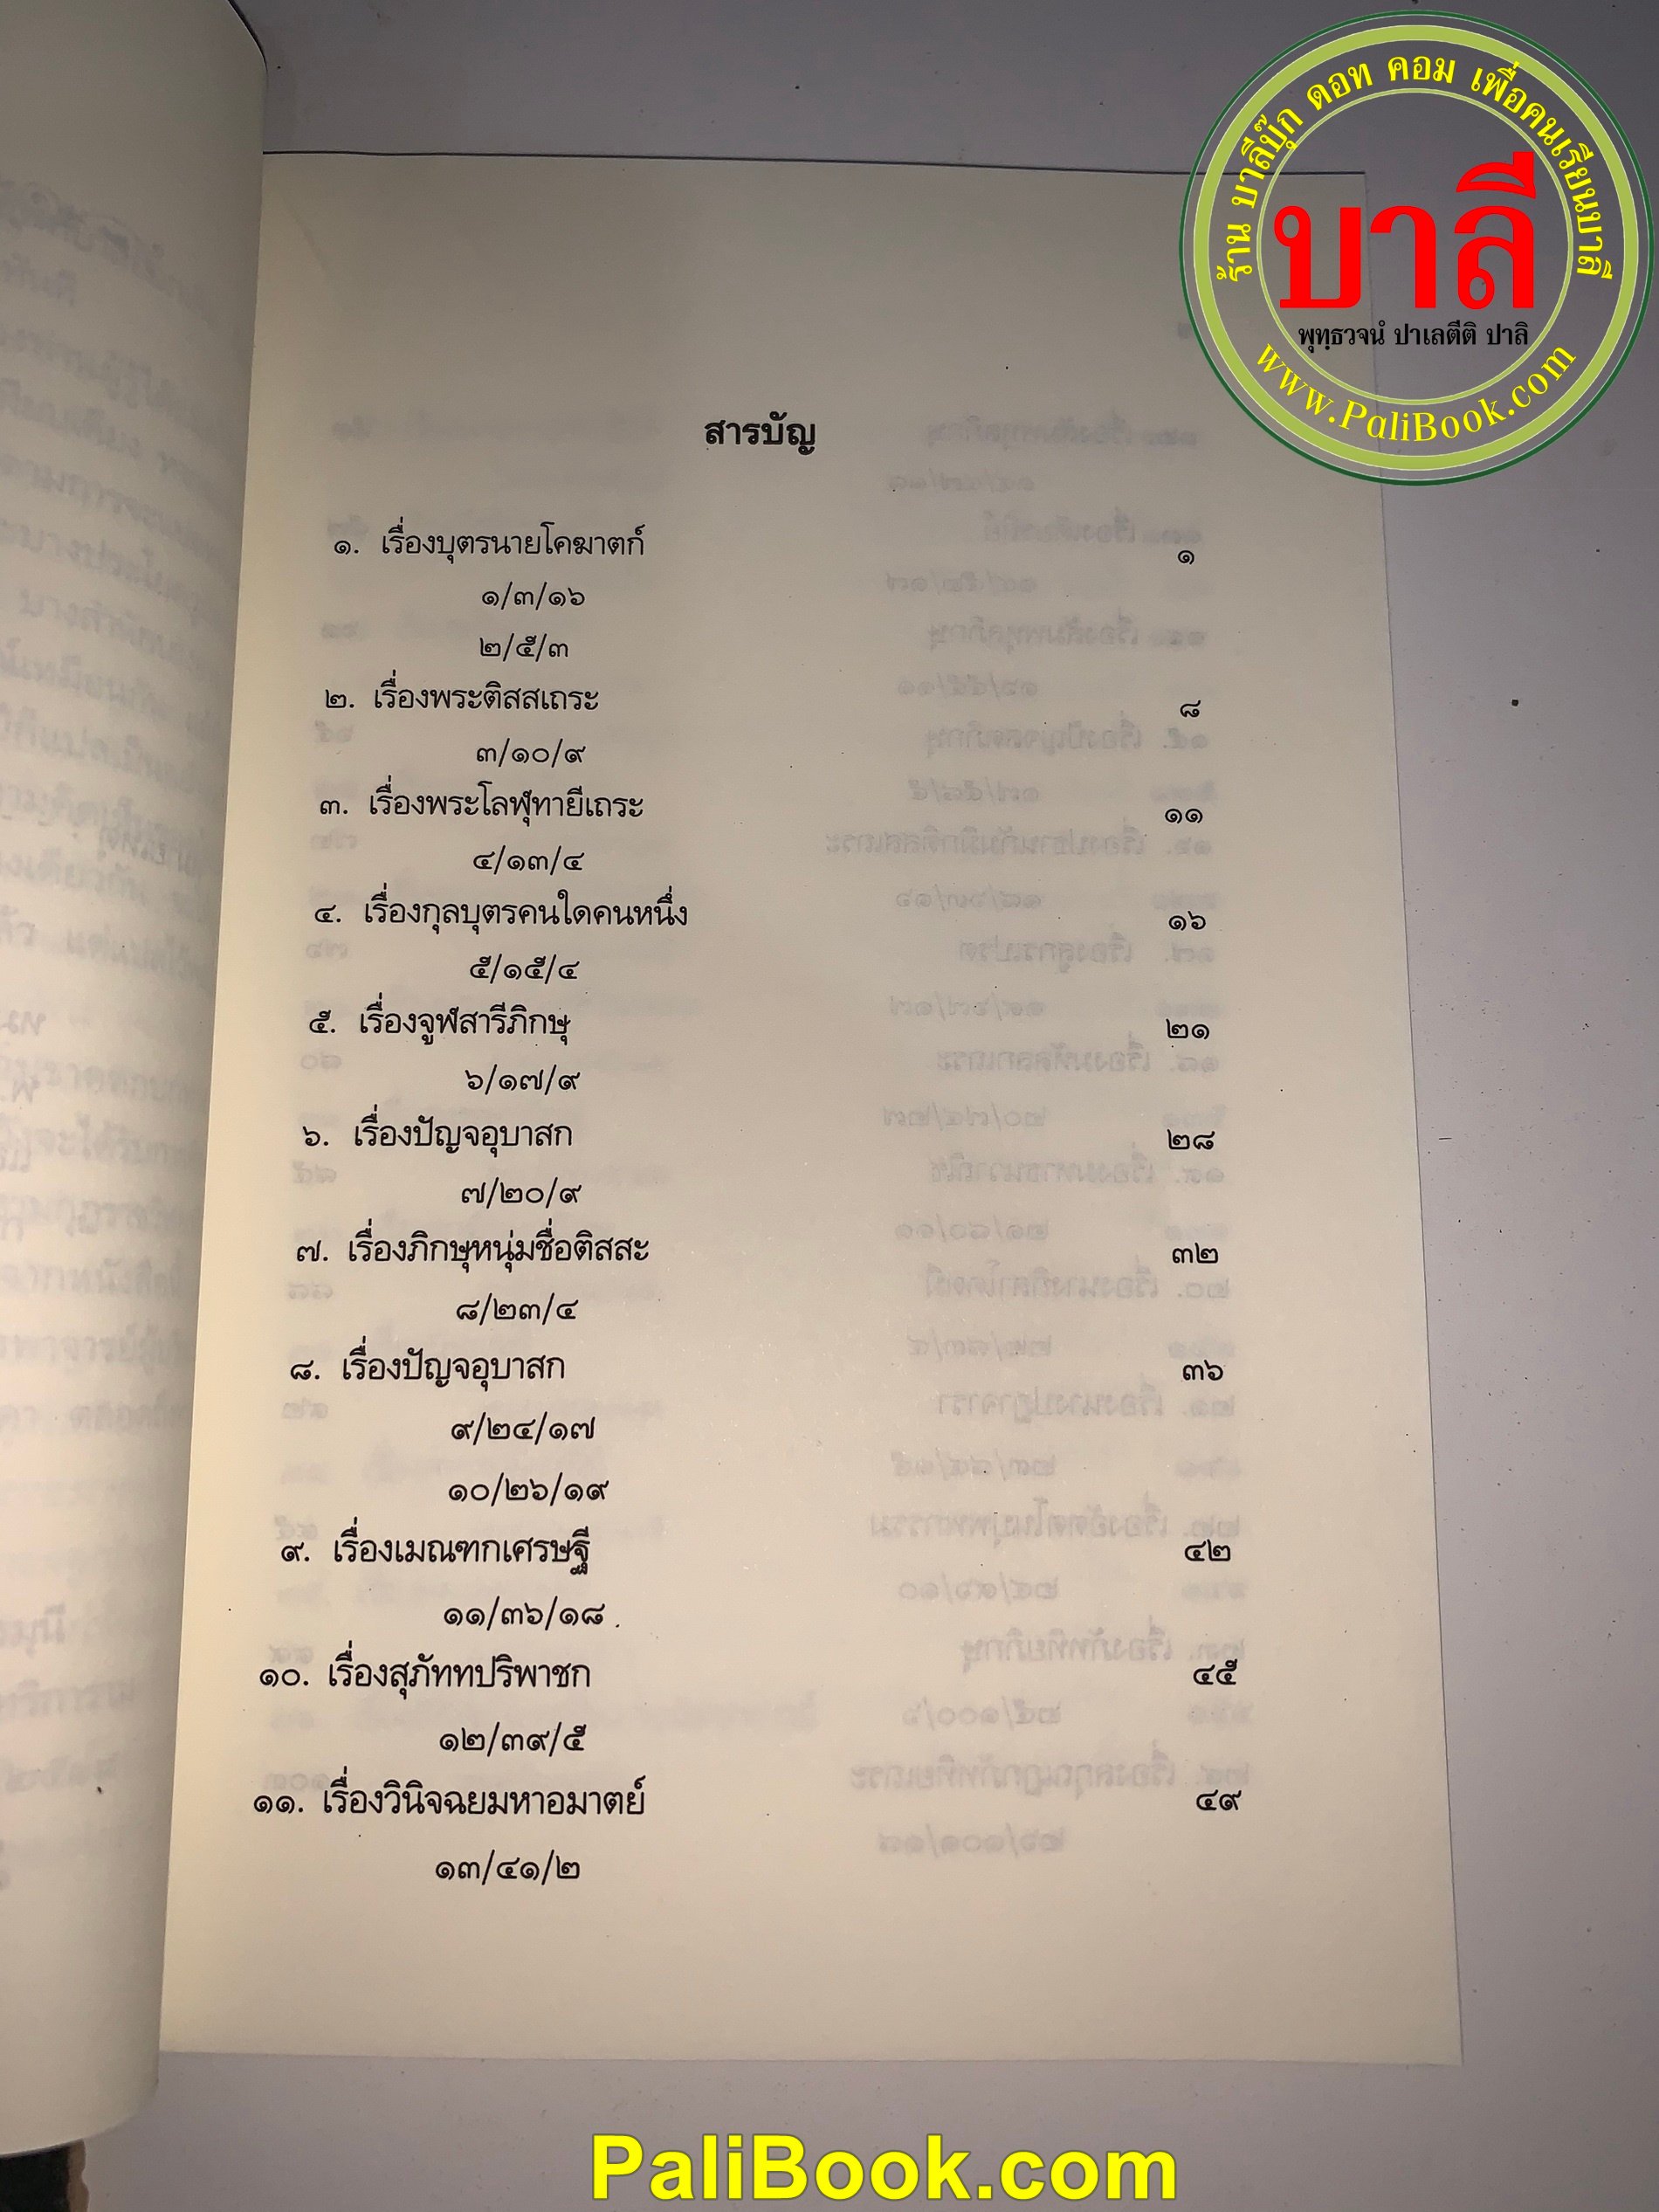 ร้าน บาลีบุ๊ก ดอท คอม เพื่อคนเรียนบาลี
บาลี
พุทฺธวจนํ ปาเลตีติ ปาลิ
www.PaliBook.com
สารบัญ
๑. เรื่องบุตรนายโคฆาตก์ ๑
๑/๓/๑๖
๒/๕/๓
๒. เรื่องพระติสสเถระ ๘
๓/๑๐/๙
๓. เรื่องพระโลฬุทายีเถระ ๑๑
๔/๑๓/๔
๔. เรื่องกุลบุตรคนใดคนหนึ่ง ๑๖
๕/๑๕/๔
๕. เรื่องจูฬสารีภิกษุ ๒๑
๖/๑๗/๙
๖. เรื่องปัญจอุบาสก ๒๘
๗/๒๐/๙
๗. เรื่องภิกษุหนุ่มชื่อติสสะ ๓๒
๘/๒๓/๔
๘. เรื่องปัญจอุบาสก ๓๖
๙/๒๔/๑๗
๑๐/๒๖/๑๙
๙. เรื่องเมณฑกเศรษฐี ๔๒
๑๑/๓๖/๑๘
๑๐. เรื่องสุภัททปริพาชก ๔๕
๑๒/๓๙/๕
๑๑. เรื่องวินิจฉยมหาอมาตย์ ๔๙
๑๓/๔๑/๒
PaliBook.com